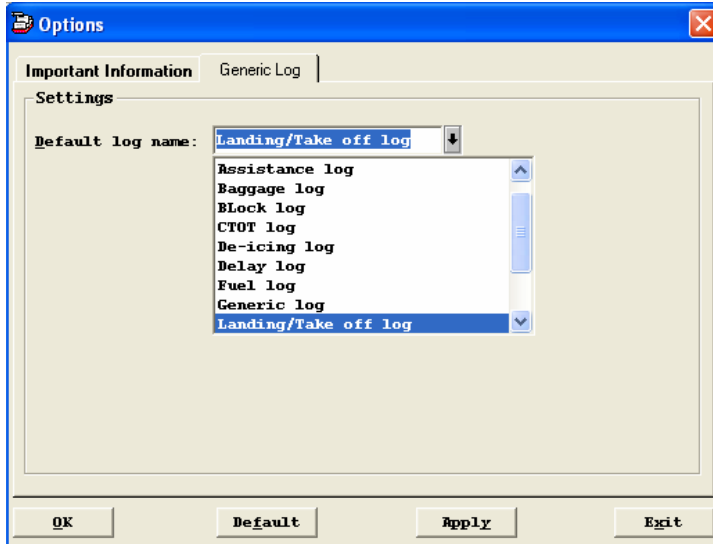 Options
Important Information Generic Log
Settings
Default log name: Landing/Take off log
Assistance log
Baggage log
BLock log
CTOT log
De-icing log
Delay log
Fuel log
Generic log
Landing/Take off log
OK Default Apply Exit